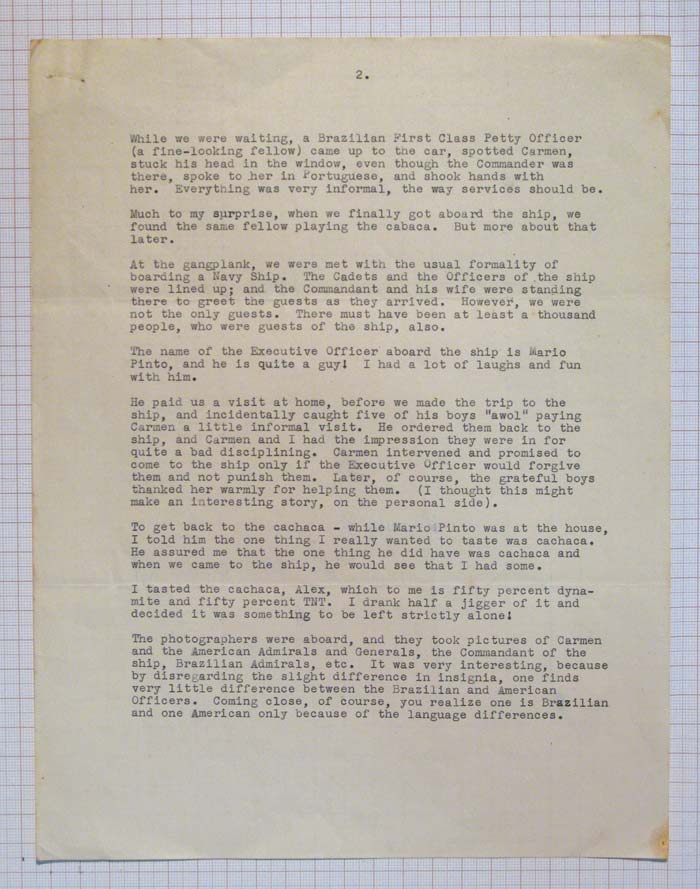 2.
While we were waiting, a Brazilian First Class Petty Officer
(a fine-looking fellow) came up to the car, spotted Carmen,
stuck his head in the window, even though the Commander was
there, spoke to her in Portuguese, and shook hands with
her. Everything was very informal, the way services should be.
Much to my surprise, when we finally got aboard the ship, we
found the same fellow playing the cabaca. But more about that
later.
At the gangplank, we were met with the usual formality of
boarding a Navy Ship. The Cadets and the Officers of the ship
were lined up; and the Commandant and his wife were standing
there to greet the guests as they arrived. However, we were
not the only guests. There must have been at least a thousand
people, who were guests of the ship, also.
The name of the Executive Officer aboard the ship is Mario
Pinto, and he is quite a guy! I had a lot of laughs and fun
with him.
He paid us a visit at home, before we made the trip to the
ship, and incidentally caught five of his boys "awol" paying
Carmen a little informal visit. He ordered them back to the
ship, and Carmen and I had the impression they were in for
quite a bad disciplining. Carmen intervened and promised to
come to the ship only if the Executive Officer would forgive
them and not punish them. Later, of course, the grateful boys
thanked her warmly for helping them. (I thought this might
make an interesting story, on the personal side).
To get back to the cachaca - while Mario Pinto was at the house,
I told him the one thing I really wanted to taste was cachaca.
He assured me that the one thing he did have was cachaca and
when we came to the ship, he would see that I had some.
I tasted the cachaca, Alex, which to me is fifty percent dyna-
mite and fifty percent TNT. I drank half a jigger of it and
decided it was something to be left strictly alone!
The photographers were aboard, and they took pictures of Carmen
and the American Admirals and Generals, the Commandant of the
ship, Brazilian Admirals, etc. It was very interesting, because
by disregarding the slight difference in insignia, one finds
very little difference between the Brazilian and American
Officers. Coming close, of course, you realize one is Brazilian
and one American only because of the language differences.